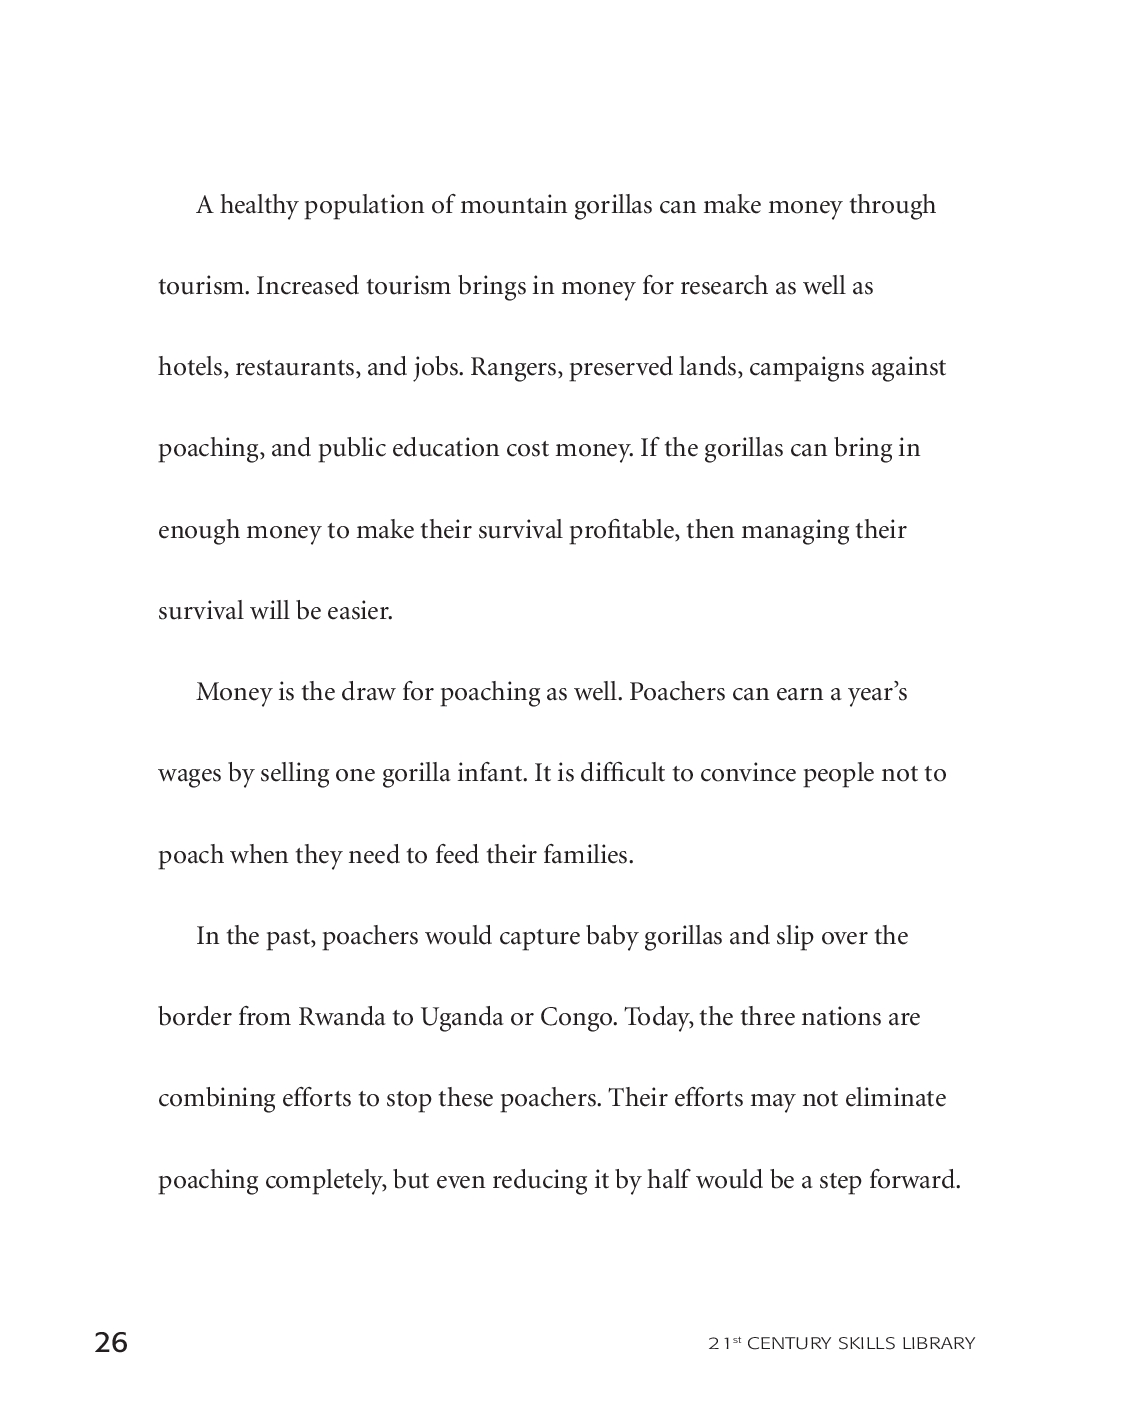 A healthy population of mountain gorillas can make money through
tourism. Increased tourism brings in money for research as well as
hotels, restaurants, and jobs. Rangers, preserved lands, campaigns against
poaching, and public education cost money. If the gorillas can bring in
enough money to make their survival profitable, then managing their
survival will be easier.
Money is the draw for poaching as well. Poachers can earn a year’s
wages by selling one gorilla infant. It is difficult to convince people not to
poach when they need to feed their families.
In the past, poachers would capture baby gorillas and slip over the
border from Rwanda to Uganda or Congo. Today, the three nations are
combining efforts to stop these poachers. Their efforts may not eliminate
poaching completely, but even reducing it by half would be a step forward.
26
21st CENTURY SKILLS LIBRARY